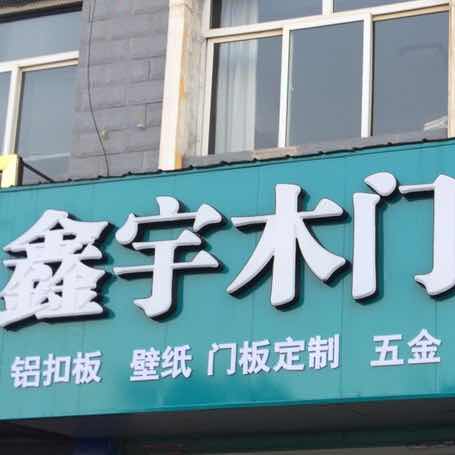 鑫宇木门
铝扣板 壁纸 门板定制 五金